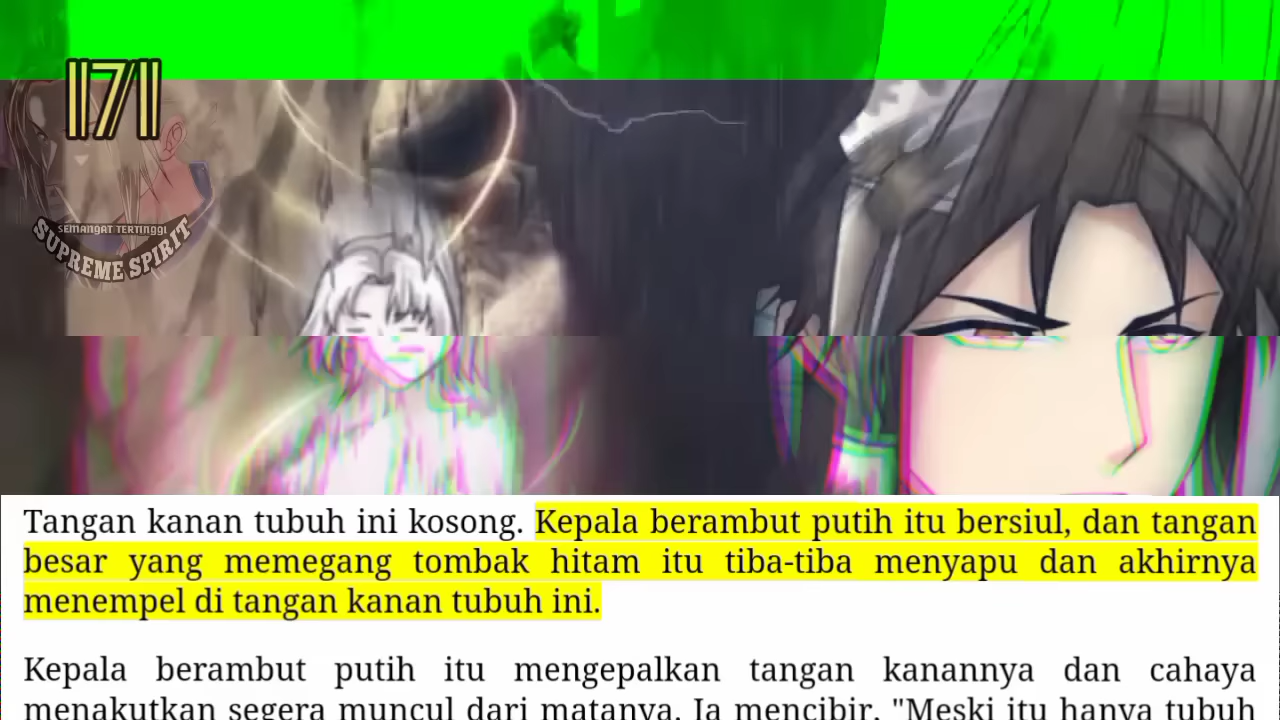 171
SEMANGAT TERTINGGI
SUPREME SPIRIT
Tangan kanan tubuh ini kosong. Kepala berambut putih itu bersiul, dan tangan
besar yang memegang tombak hitam itu tiba-tiba menyapu dan akhirnya
menempel di tangan kanan tubuh ini.
Kepala berambut putih itu mengepalkan tangan kanannya dan cahaya
menakutkan segera muncul dari matanya. Ia mencibir, "Meski itu hanya tubuh